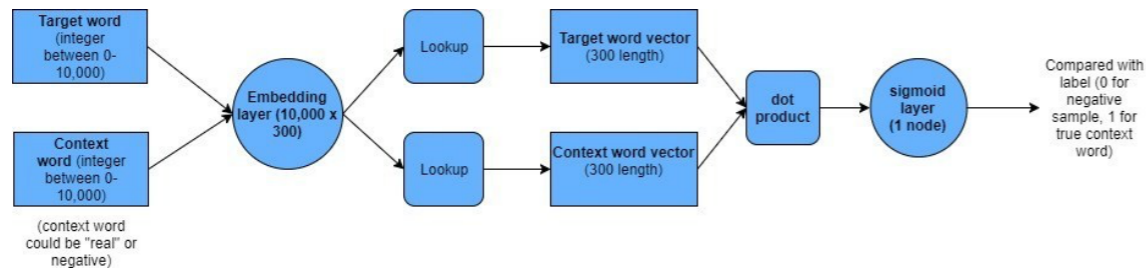 Target word
(integer
between 0-
10,000)
Context
word (integer
between 0-
10,000)
(context word
could be "real" or
negative)
Embedding
layer (10,000 x
300)
Lookup
Lookup
Target word vector
(300 length)
Context word vector
(300 length)
dot
product
sigmoid
layer
(1 node)
Compared with
label (0 for
negative
sample, 1 for
true context
word)